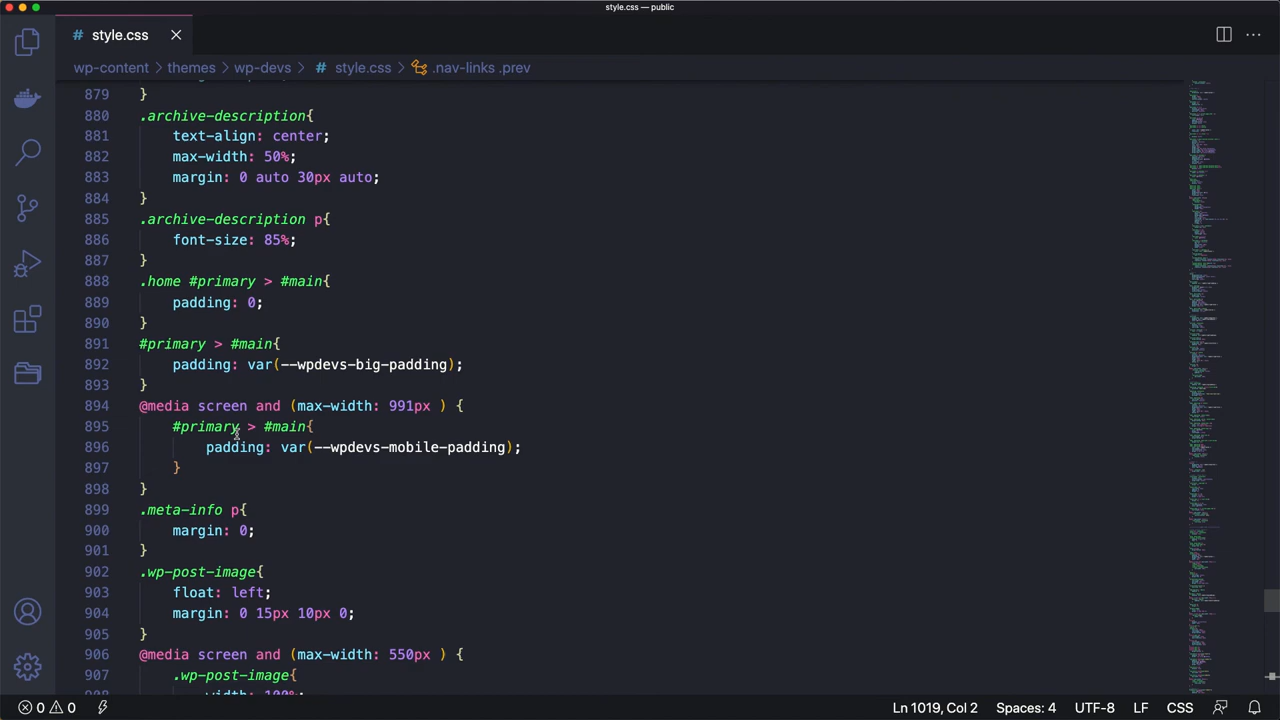 style.css — public
# style.css
wp-content > themes > wp-devs > # style.css > .nav-links .prev
879 }
880 .archive-description{
881 text-align: center;
882 max-width: 50%;
883 margin: 0 auto 30px auto;
884 }
885 .archive-description p{
886 font-size: 85%;
887 }
888 .home #primary > #main{
889 padding: 0;
890 }
891 #primary > #main{
892 padding: var(--wpdevs-big-padding);
893 }
894 @media screen and (max-width: 991px ) {
895 #primary > #main{
896 padding: var(--wpdevs-mobile-padding);
897 }
898 }
899 .meta-info p{
900 margin: 0;
901 }
902 .wp-post-image{
903 float: left;
904 margin: 0 15px 10px 0;
905 }
906 @media screen and (max-width: 550px ) {
907 .wp-post-image{
908 width: 100%;
0 0 Ln 1019, Col 2 Spaces: 4 UTF-8 LF CSS